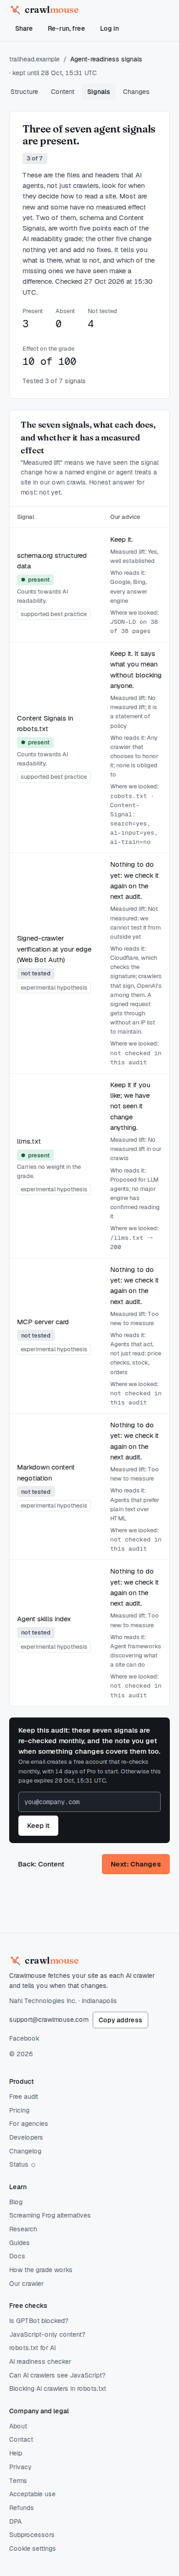 crawlmouse
Share
Re-run, free
Log in
trailhead.example / Agent-readiness signals
· kept until 28 Oct, 15:31 UTC
Structure
Content
Signals
Changes
Three of seven agent signals
are present.
3 of 7
These are the files and headers that AI
agents, not just crawlers, look for when
they decide how to read a site. Most are
new and some have no measured effect
yet. Two of them, schema and Content
Signals, are worth five points each of the
AI readability grade; the other five change
nothing yet and add no fixes. It tells you
what is there, what is not, and which of the
missing ones we have seen make a
difference. Checked 27 Oct 2026 at 15:30
UTC.
Present
3
Absent
0
Not tested
4
Effect on the grade
10 of 100
Tested 3 of 7 signals
The seven signals, what each does,
and whether it has a measured
effect
"Measured lift" means we have seen the signal
change how a named engine or agent treats a
site in our own crawls. Honest answer for
most: not yet.
Signal
Our advice
schema.org structured
data
present
Counts towards AI
readability.
supported best practice
Keep it.
Measured lift: Yes,
well established
Who reads it:
Google, Bing,
every answer
engine
Where we looked:
JSON-LD on 38
of 38 pages
Content Signals in
robots.txt
present
Counts towards AI
readability.
supported best practice
Keep it. It says
what you mean
without blocking
anyone.
Measured lift: No
measured lift; it is
a statement of
policy
Who reads it: Any
crawler that
chooses to honor
it; none is obliged
to
Where we looked:
robots.txt ·
Content-
Signal:
search=yes,
ai-input=yes,
ai-train=no
Signed-crawler
verification at your edge
(Web Bot Auth)
not tested
experimental hypothesis
Nothing to do
yet: we check it
again on the
next audit.
Measured lift: Not
measured: we
cannot test it from
outside yet
Who reads it:
Cloudflare, which
checks the
signature; crawlers
that sign, OpenAI's
among them. A
signed request
gets through
without an IP list
to maintain.
Where we looked:
not checked in
this audit
llms.txt
present
Carries no weight in the
grade.
experimental hypothesis
Keep it if you
like; we have
not seen it
change
anything.
Measured lift: No
measured lift in our
crawls
Who reads it:
Proposed for LLM
agents; no major
engine has
confirmed reading
it
Where we looked:
/llms.txt →
200
MCP server card
not tested
experimental hypothesis
Nothing to do
yet: we check it
again on the
next audit.
Measured lift: Too
new to measure
Who reads it:
Agents that act,
not just read: price
checks, stock,
orders
Where we looked:
not checked in
this audit
Markdown content
negotiation
not tested
experimental hypothesis
Nothing to do
yet: we check it
again on the
next audit.
Measured lift: Too
new to measure
Who reads it:
Agents that prefer
plain text over
HTML
Where we looked:
not checked in
this audit
Agent skills index
not tested
experimental hypothesis
Nothing to do
yet: we check it
again on the
next audit.
Measured lift: Too
new to measure
Who reads it:
Agent frameworks
discovering what
a site can do
Where we looked:
not checked in
this audit
Keep this audit: these seven signals are
re-checked monthly, and the note you get
when something changes covers them too.
One email creates a free account that re-checks
monthly, with 14 days of Pro to start. Otherwise this
page expires 28 Oct, 15:31 UTC.
you@company.com
Keep it
Back: Content
Next: Changes
crawlmouse
Crawlmouse fetches your site as each AI crawler
and tells you when that changes.
Nahl Technologies Inc. · Indianapolis
support@crawlmouse.com
Copy address
Facebook
© 2026
Product
Free audit
Pricing
For agencies
Developers
Changelog
Status
Learn
Blog
Screaming Frog alternatives
Research
Guides
Docs
How the grade works
Our crawler
Free checks
Is GPTBot blocked?
JavaScript-only content?
robots.txt for AI
AI readiness checker
Can AI crawlers see JavaScript?
Blocking AI crawlers in robots.txt
Company and legal
About
Contact
Help
Privacy
Terms
Acceptable use
Refunds
DPA
Subprocessors
Cookie settings